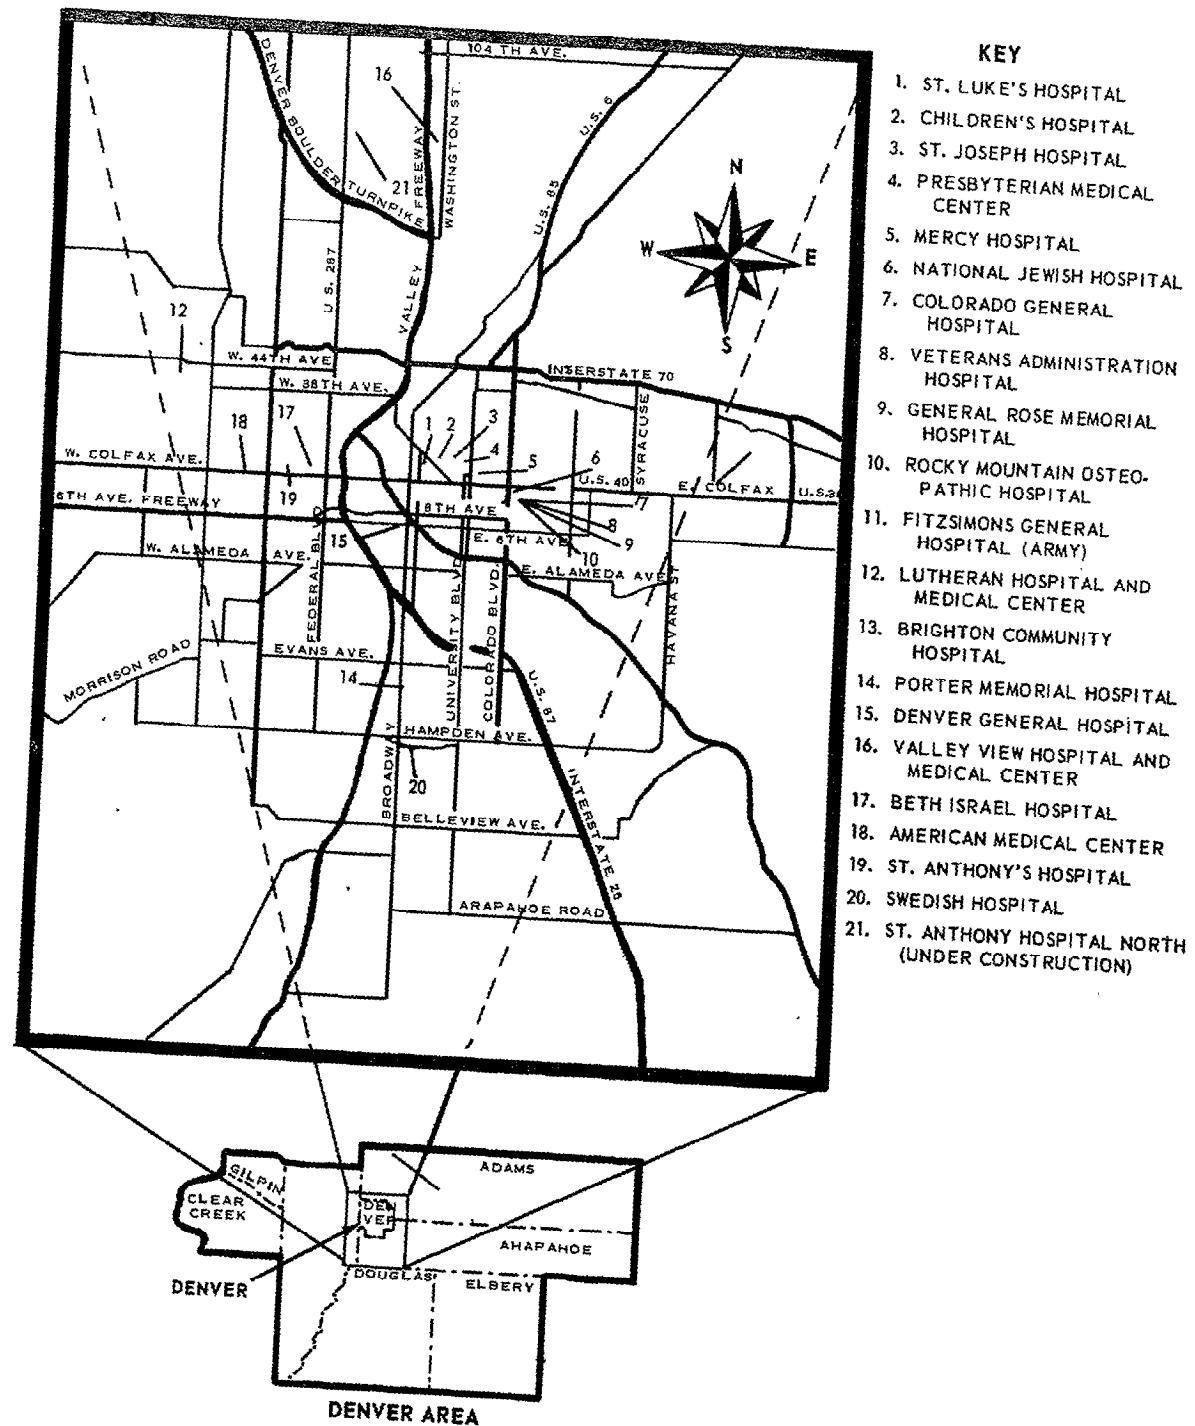 104 TH AVE.
DENVER BOULDER TURNPIKE
16
WASHINGTON ST.
FREEWAY
21
U.S. 6
U.S. 85
VALLEY
U.S. 287
N
W
E
S
12
W. 44TH AVE
INSERSTATE 70
W. 38TH AVE.
SYRACUSE
18
17
1
2
3
4
5
6
W. COLFAX AVE.
U.S. 40
E. COLFAX
6TH AVE. FREEWAY
19
8TH AVE
7
8
9
10
15
E. 6TH AVE
W. ALAMEDA AVE.
E. ALAMEDA AVE
FEDERAL BLVD
UNIVERSITY BLVD.
COLORADO BLVD.
HAVANA ST
MORRISON ROAD
EVANS AVE.
14
U.S. 87
HAMPDEN AVE.
BROADWAY
20
INTERSTATE 25
BELLEVIEW AVE.
ARAPAHOE ROAD
KEY
1. ST. LUKE'S HOSPITAL
2. CHILDREN'S HOSPITAL
3. ST. JOSEPH HOSPITAL
4. PRESBYTERIAN MEDICAL
CENTER
5. MERCY HOSPITAL
6. NATIONAL JEWISH HOSPITAL
7. COLORADO GENERAL
HOSPITAL
8. VETERANS ADMINISTRATION
HOSPITAL
9. GENERAL ROSE MEMORIAL
HOSPITAL
10. ROCKY MOUNTAIN OSTEO-
PATHIC HOSPITAL
11. FITZSIMONS GENERAL
HOSPITAL (ARMY)
12. LUTHERAN HOSPITAL AND
MEDICAL CENTER
13. BRIGHTON COMMUNITY
HOSPITAL
14. PORTER MEMORIAL HOSPITAL
15. DENVER GENERAL HOSPITAL
16. VALLEY VIEW HOSPITAL AND
MEDICAL CENTER
17. BETH ISRAEL HOSPITAL
18. AMERICAN MEDICAL CENTER
19. ST. ANTHONY'S HOSPITAL
20. SWEDISH HOSPITAL
21. ST. ANTHONY HOSPITAL NORTH
(UNDER CONSTRUCTION)
ADAMS
GILPIN
CLEAR
CREEK
DEN
VER
AHAPAHOE
DOUGLAS
ELBERY
DENVER
DENVER AREA